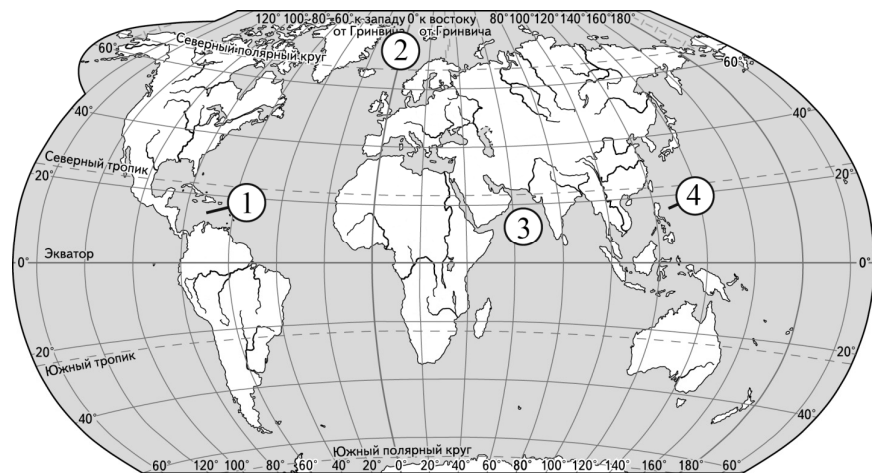 120° 100° 80° 60° к западу 0° к востоку 80° 100° 120° 140° 160° 180°
от Гринвича от Гринвича
60° Северный полярный круг 2 60°
40° 40°
Северный тропик
20° 1 4 20°
3
Экватор
0° 0°
20° 20°
Южный тропик
40° 40°
Южный полярный круг
60° 120° 100° 80° 60° 40° 20° 0° 20° 40° 60° 80° 100° 120° 140° 180° 60°